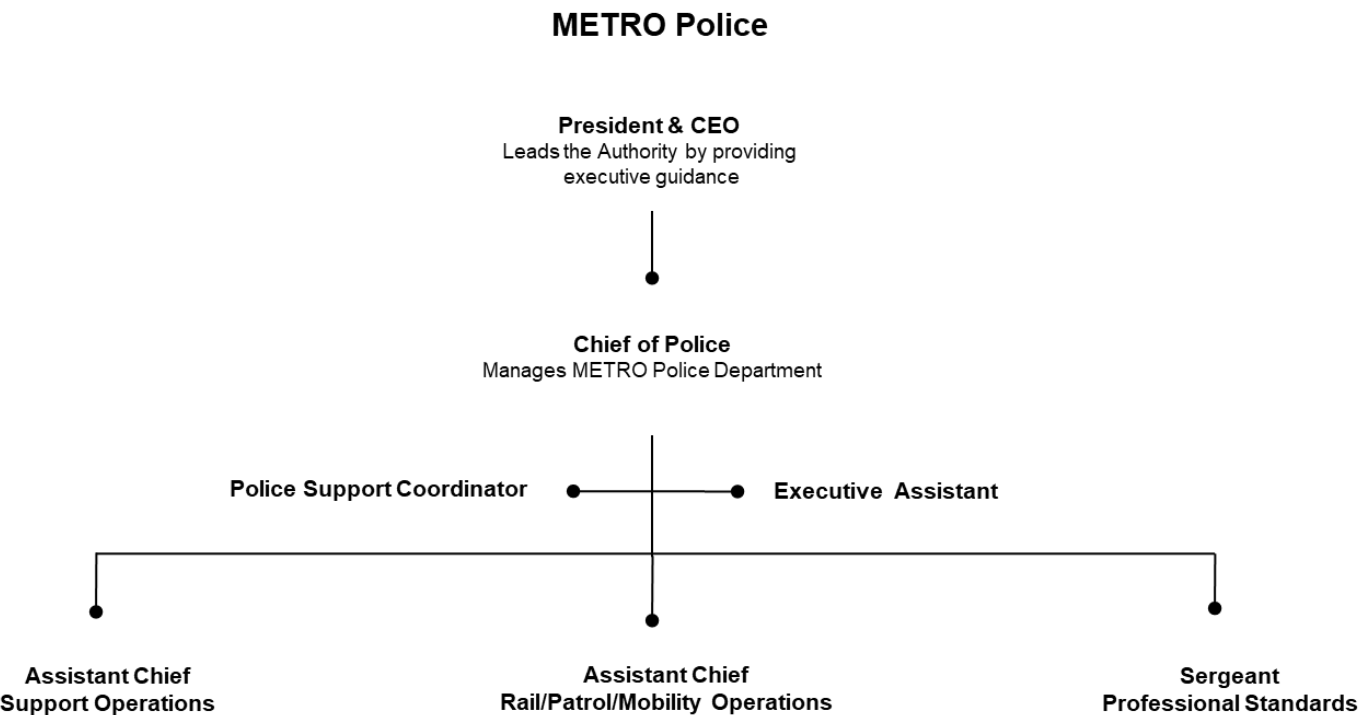 METRO Police
President & CEO
Leads the Authority by providing
executive guidance
Chief of Police
Manages METRO Police Department
Police Support Coordinator
Executive Assistant
Assistant Chief
Support Operations
Assistant Chief
Rail/Patrol/Mobility Operations
Sergeant
Professional Standards